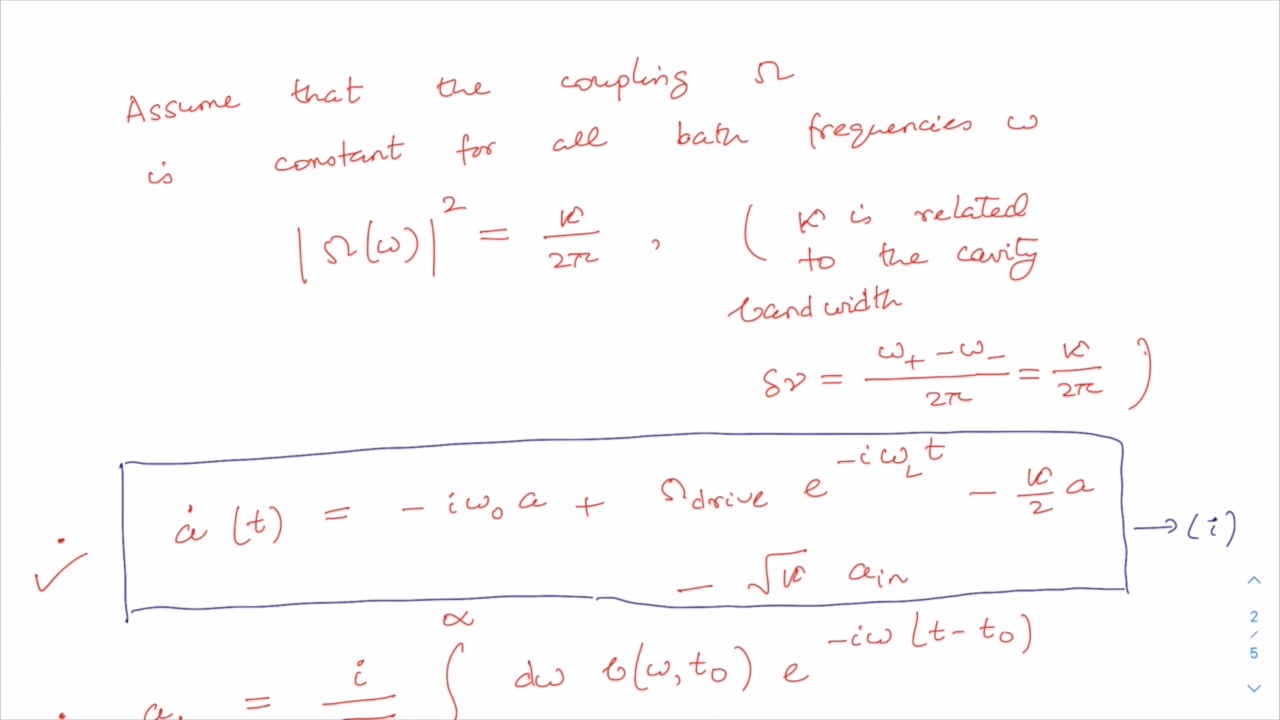 Assume that the coupling Ω
is constant for all bath frequencies ω
|Ω(ω)|² = κ/2π , ( κ is related
to the cavity
bandwidth
δν = (ω₊ - ω₋)/2π = κ/2π )
ȧ(t) = -iω₀a + Ω_drive e^{-iω_L t} - κ/2 a
- √κ a_in → (i)
= i ∫^∝ dω b(ω,t₀) e^{-iω(t-t₀)}
2
/
5